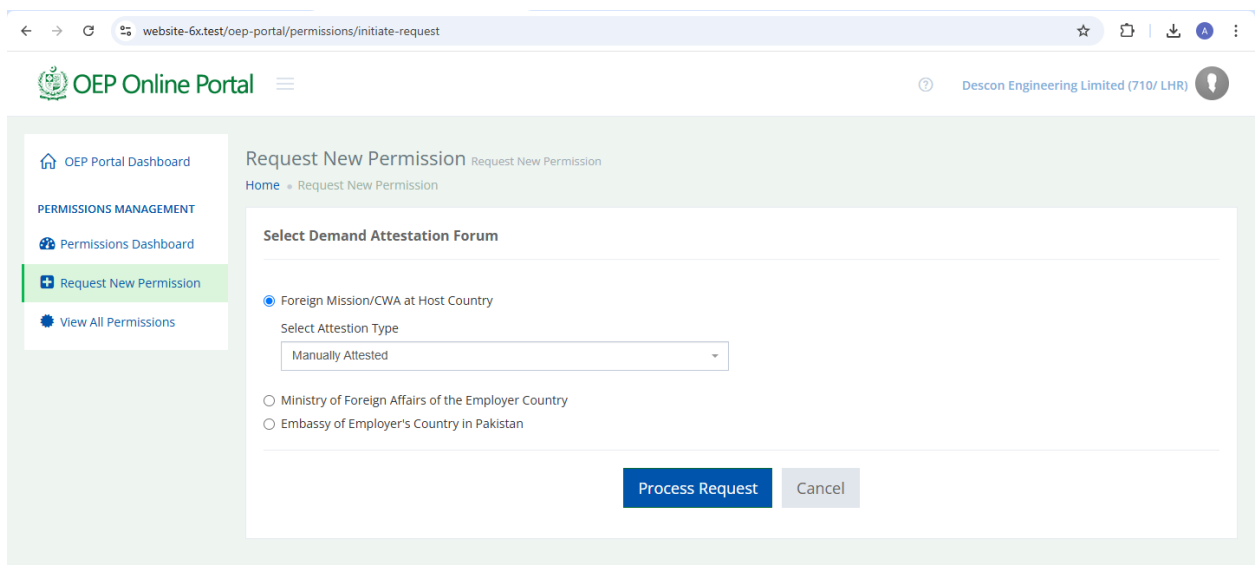 website-6x.test/oep-portal/permissions/initiate-request
A
OEP Online Portal
? Descon Engineering Limited (710/ LHR)
OEP Portal Dashboard
PERMISSIONS MANAGEMENT
Permissions Dashboard
Request New Permission
View All Permissions
Request New Permission Request New Permission
Home Request New Permission
Select Demand Attestation Forum
Foreign Mission/CWA at Host Country
Select Attestion Type
Manually Attested
Ministry of Foreign Affairs of the Employer Country
Embassy of Employer's Country in Pakistan
Process Request Cancel